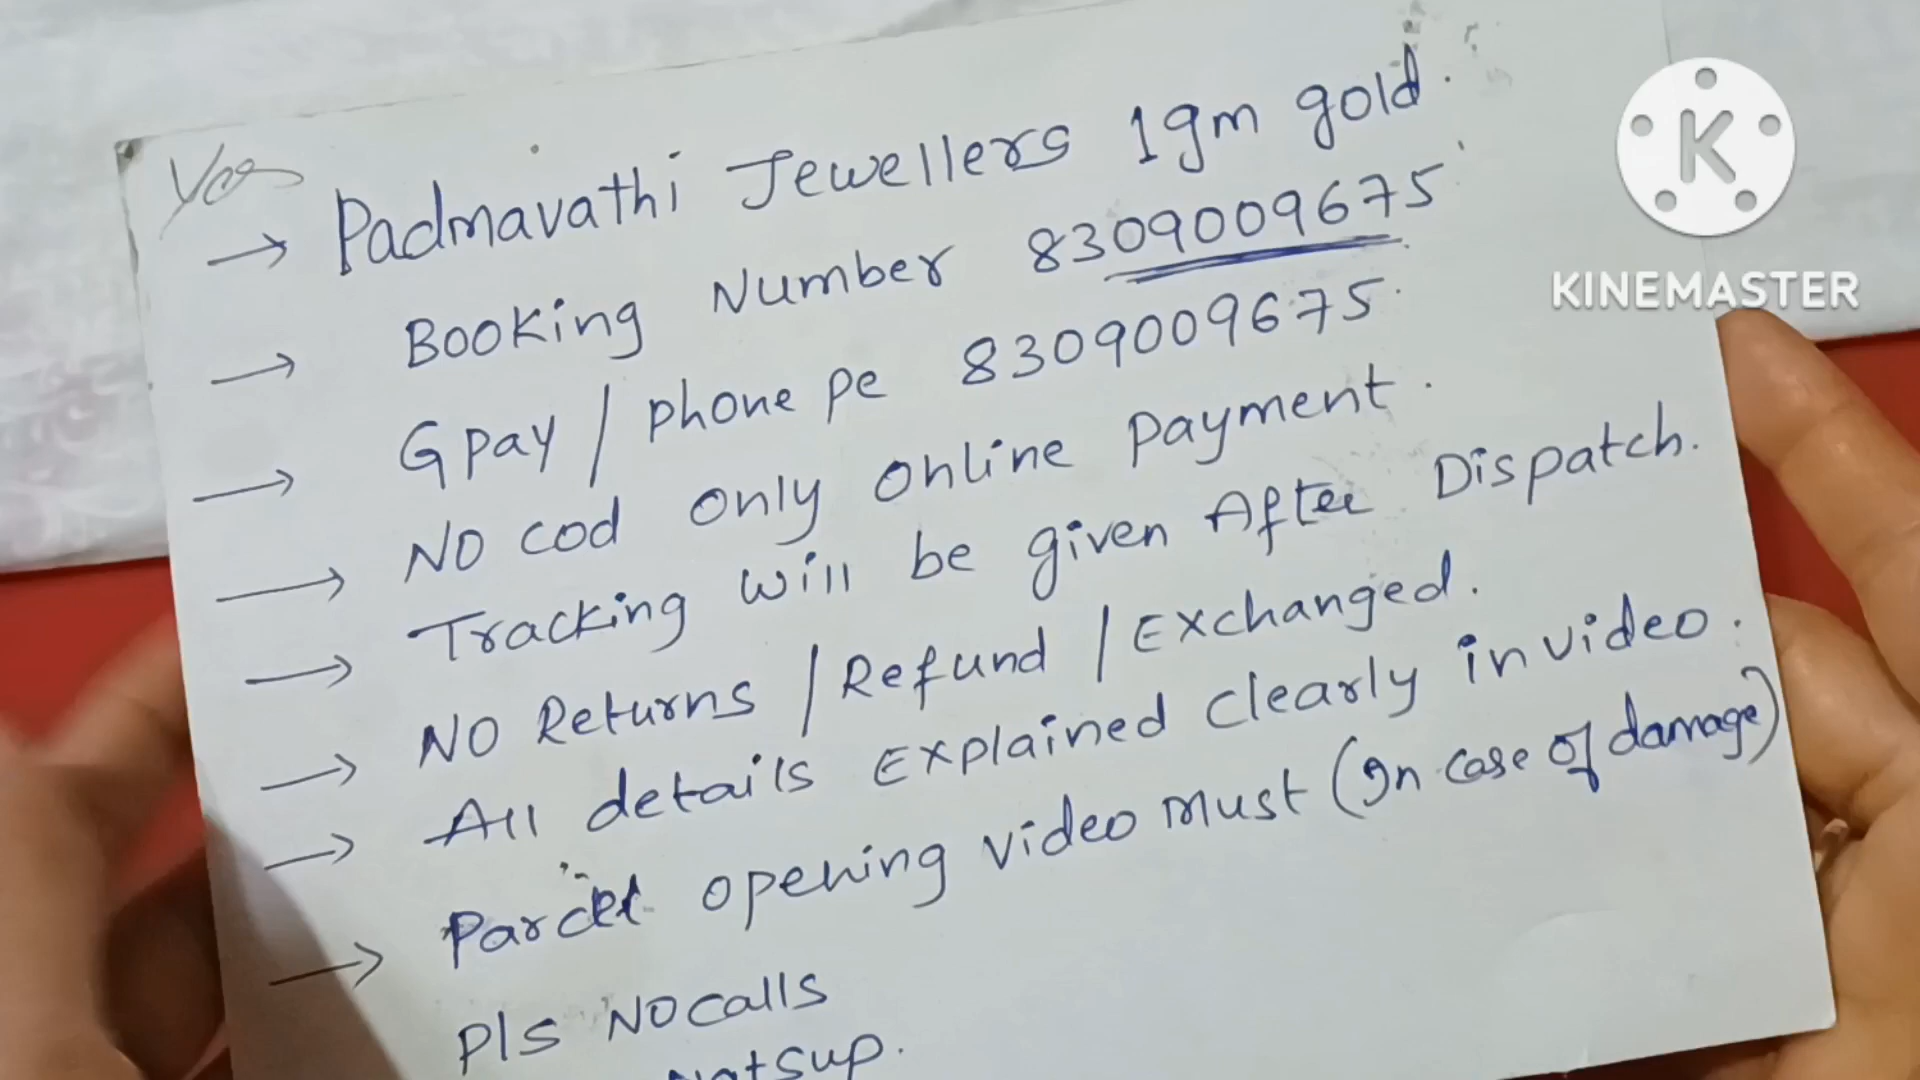 Padmavathi Jewellers 1gm gold.
Booking Number 8309009675
Gpay / Phone pe 8309009675.
NO cod only online payment.
Tracking will be given After Dispatch.
NO Returns / Refund / Exchanged.
All details Explained clearly in video.
Parcel opening video Must (In case of damage)
Pls NO calls
KINEMASTER